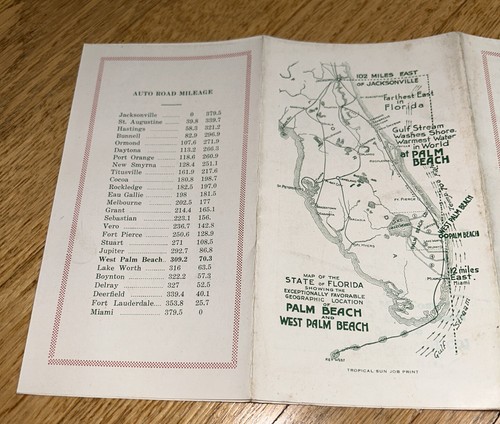 AUTO ROAD MILEAGE
Jacksonville 0 379.5
St. Augustine 39.8 339.7
Hastings 58.3 321.2
Bunnell 82.9 296.9
Ormond 107.6 271.9
Daytona 113.2 266.3
Port Orange 118.6 260.9
New Smyrna 128.4 251.1
Titusville 161.9 217.6
Cocoa 180.8 198.7
Rockledge 182.5 197.0
Eau Gallie 198 181.5
Melbourne 202.5 177
Grant 214.4 165.1
Sebastian 223.1 156.
Vero 236.7 142.8
Fort Pierce 250.6 128.9
Stuart 271 108.5
Jupiter 292.7 86.8
West Palm Beach.. 309.2 70.3
Lake Worth 316 63.5
Boynton 322.2 57.3
Delray 327 52.5
Deerfield 339.4 40.1
Fort Lauderdale 353.8 25.7
Miami 379.5 0
102 MILES EAST
OF JACKSONVILLE
Farthest East
in
Florida
Gulf Stream
Washes Shore.
Warmest Water
in World
at PALM
BEACH
FT. PIERCE
WEST PALM BEACH
PALM BEACH
12 miles
East.
Miami
Gulf Stream
KEY WEST
MAP OF THE
STATE OF FLORIDA
SHOWING THE
EXCEPTIONALLY FAVORABLE
GEOGRAPHIC LOCATION
OF
PALM BEACH
AND
WEST PALM BEACH
TROPICAL SUN JOB PRINT